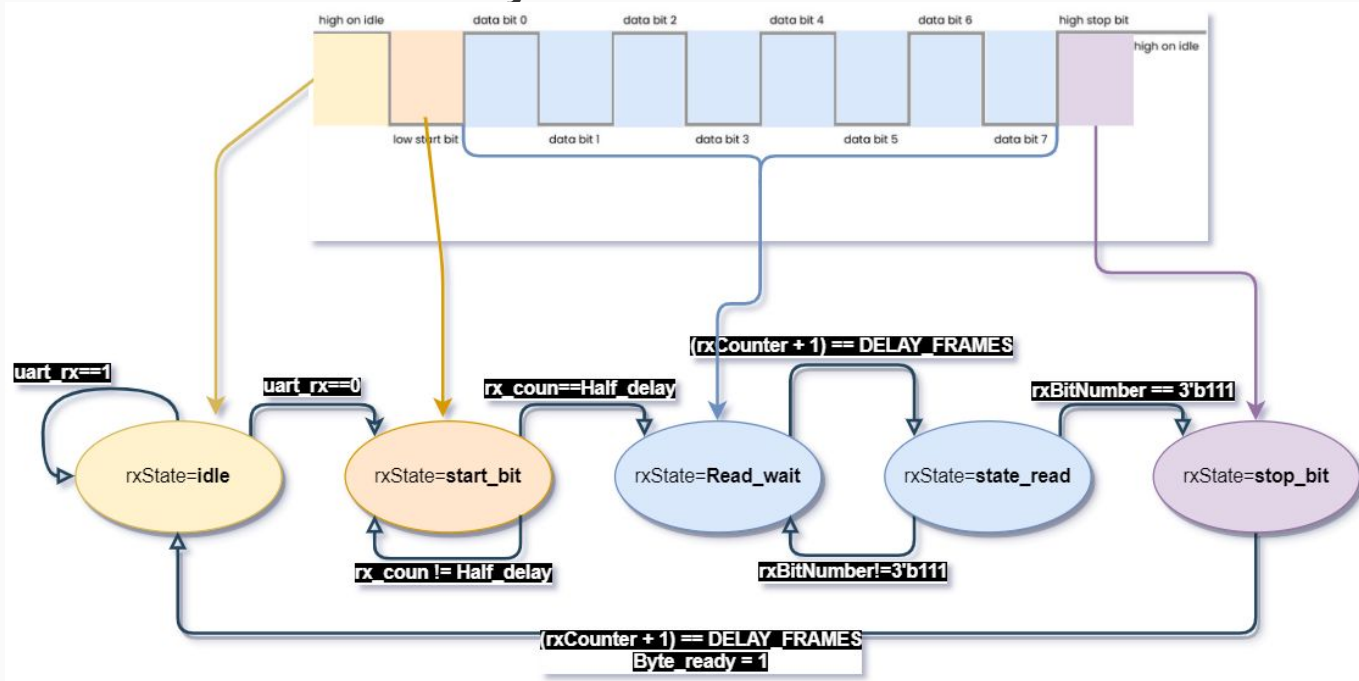 high on idle
data bit 0
data bit 2
data bit 4
data bit 6
high stop bit
high on idle
low start bit
data bit 1
data bit 3
data bit 5
data bit 7
(rxCounter + 1) == DELAY_FRAMES
uart_rx==1
uart_rx==0
rx_coun==Half_delay
rxBitNumber == 3'b111
rxState=idle
rxState=start_bit
rxState=Read_wait
rxState=state_read
rxState=stop_bit
rx_coun != Half_delay
rxBitNumber!=3'b111
(rxCounter + 1) == DELAY_FRAMES
Byte_ready = 1